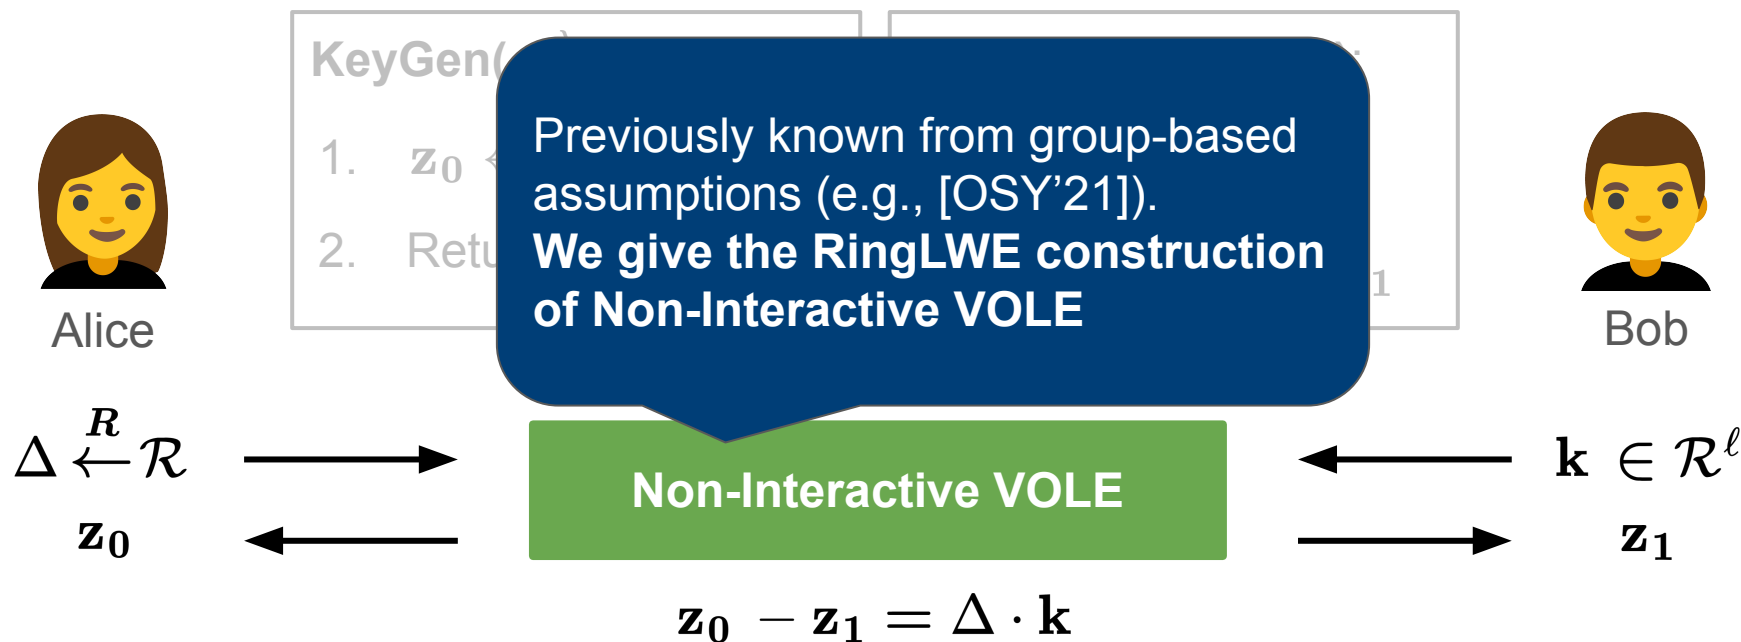 KeyGen(
1. z₀ ←
2. Retu
Previously known from group-based
assumptions (e.g., [OSY'21]).
We give the RingLWE construction
of Non-Interactive VOLE
1
Alice
Bob
Δ ←ᴿ ℛ
k ∈ ℛ^ℓ
Non-Interactive VOLE
z₀
z₁
z₀ − z₁ = Δ · k